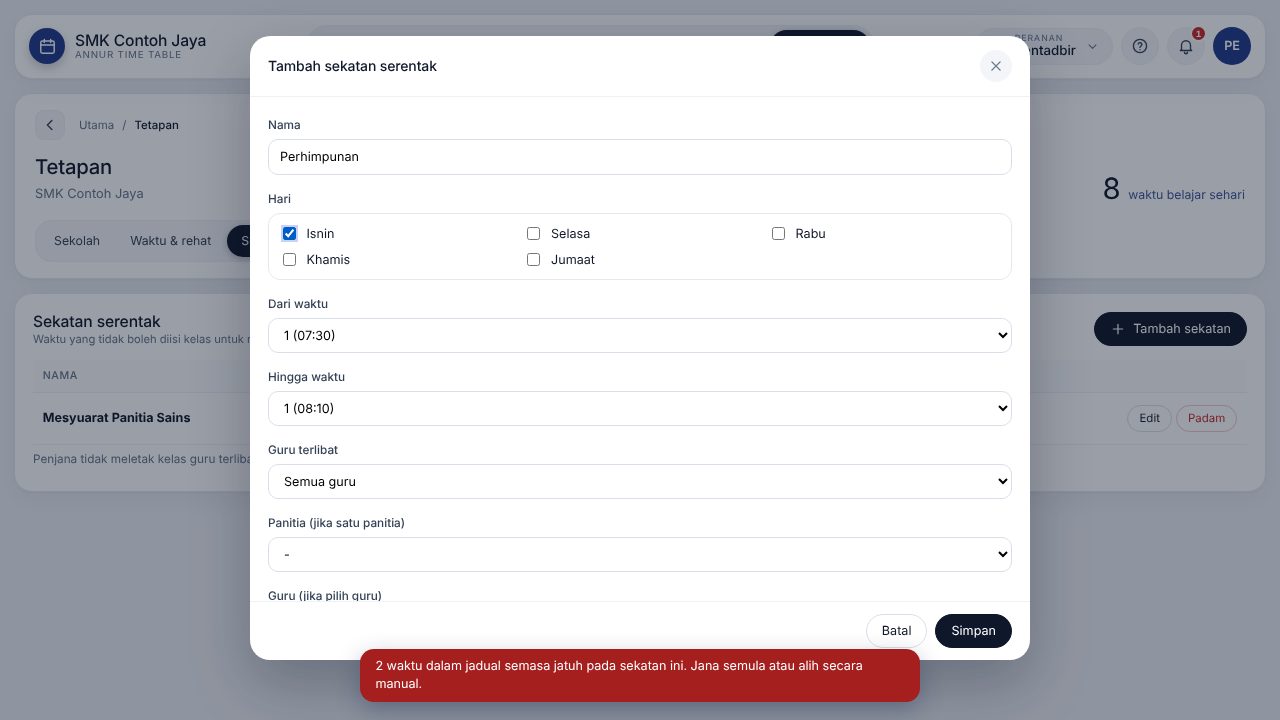 SMK Contoh Jaya
ANNUR TIME TABLE
PERANAN
1
PE
Utama / Tetapan
Tetapan
SMK Contoh Jaya
8 waktu belajar sehari
Sekolah
Waktu & rehat
Sekatan serentak
Tambah sekatan
NAMA
Mesyuarat Panitia Sains
Edit
Padam
Tambah sekatan serentak
Nama
Perhimpunan
Hari
Isnin
Selasa
Rabu
Khamis
Jumaat
Dari waktu
1 (07:30)
Hingga waktu
1 (08:10)
Guru terlibat
Semua guru
Panitia (jika satu panitia)
-
Guru (jika pilih guru)
Batal
Simpan
2 waktu dalam jadual semasa jatuh pada sekatan ini. Jana semula atau alih secara
manual.
Waktu yang tidak boleh diisi kelas untuk
Penjana tidak meletak kelas guru